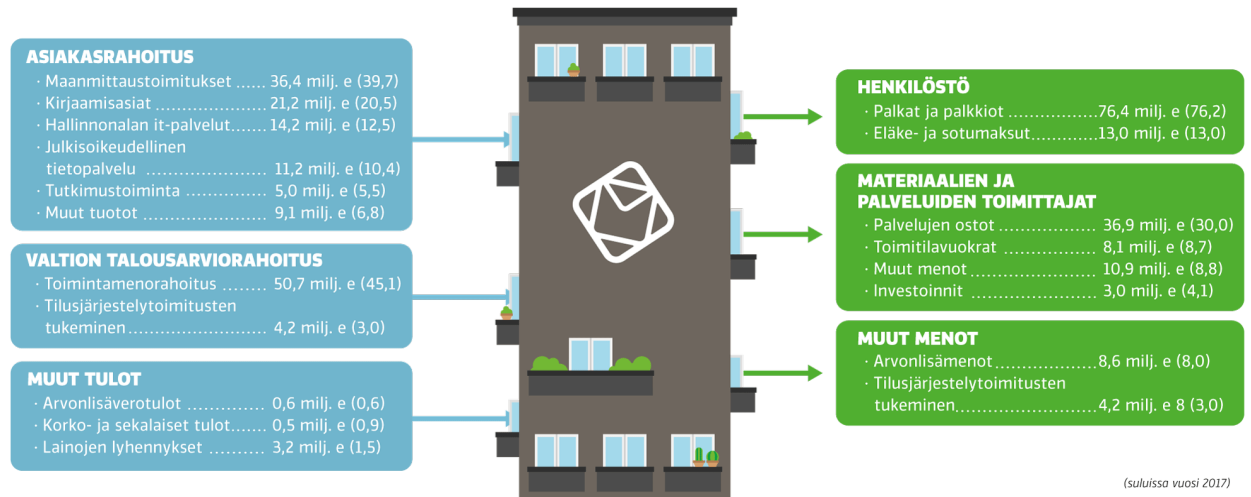 ASIAKASRAHOITUS
· Maanmittaustoimitukset ...... 36,4 milj. e (39,7)
· Kirjaamisasiat ..................... 21,2 milj. e (20,5)
· Hallinnonalan it-palvelut....... 14,2 milj. e (12,5)
· Julkisoikeudellinen
tietopalvelu ....................... 11,2 milj. e (10,4)
· Tutkimustoiminta ................ 5,0 milj. e (5,5)
· Muut tuotot ........................ 9,1 milj. e (6,8)
VALTION TALOUSARVIORAHOITUS
· Toimintamenorahoitus ........ 50,7 milj. e (45,1)
· Tilusjärjestelytoimitusten
tukeminen.......................... 4,2 milj. e (3,0)
MUUT TULOT
· Arvonlisäverotulot ............... 0,6 milj. e (0,6)
· Korko- ja sekalaiset tulot....... 0,5 milj. e (0,9)
· Lainojen lyhennykset ........... 3,2 milj. e (1,5)
HENKILÖSTÖ
· Palkat ja palkkiot ..................76,4 milj. e (76,2)
· Eläke- ja sotumaksut.............13,0 milj. e (13,0)
MATERIAALIEN JA
PALVELUIDEN TOIMITTAJAT
· Palvelujen ostot .................... 36,9 milj. e (30,0)
· Toimitilavuokrat .................... 8,1 milj. e (8,7)
· Muut menot ......................... 10,9 milj. e (8,8)
· Investoinnit .......................... 3,0 milj. e (4,1)
MUUT MENOT
· Arvonlisämenot .................... 8,6 milj. e (8,0)
· Tilusjärjestelytoimitusten
tukeminen............................ 4,2 milj. e 8 (3,0)
(suluissa vuosi 2017)